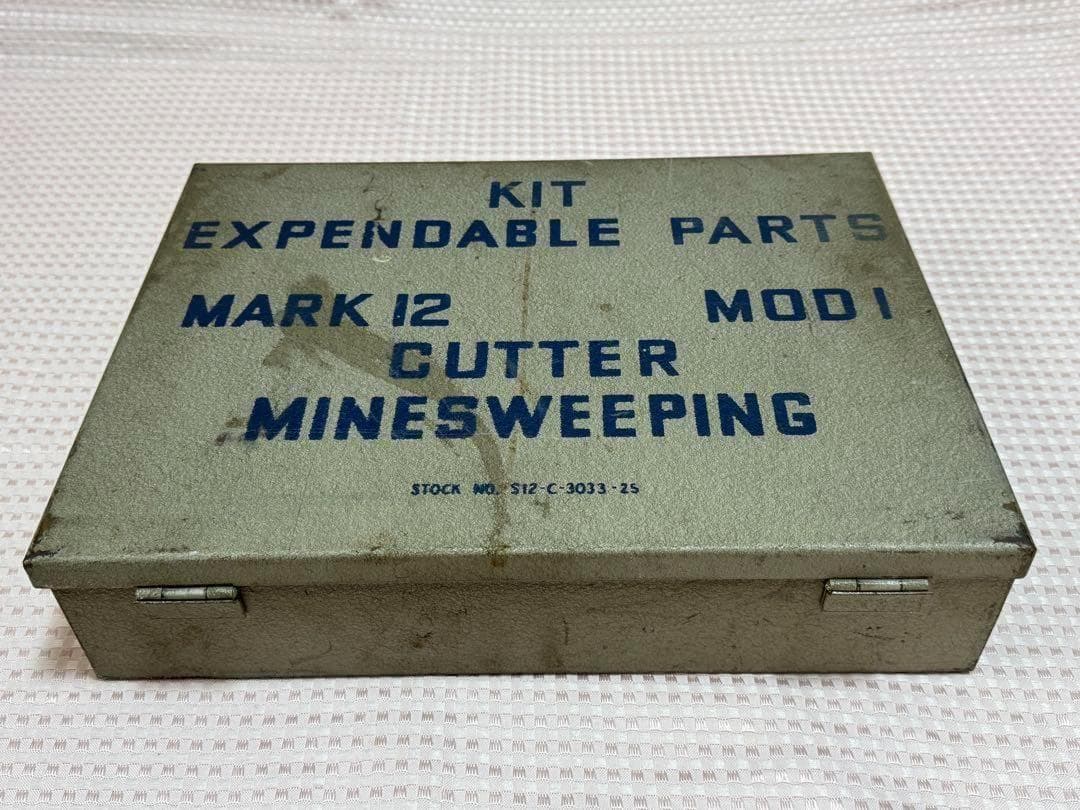 KIT
EXPENDABLE PARTS
MARK 12 MOD 1
CUTTER
MINESWEEPING
STOCK NO. S12-C-3033-25